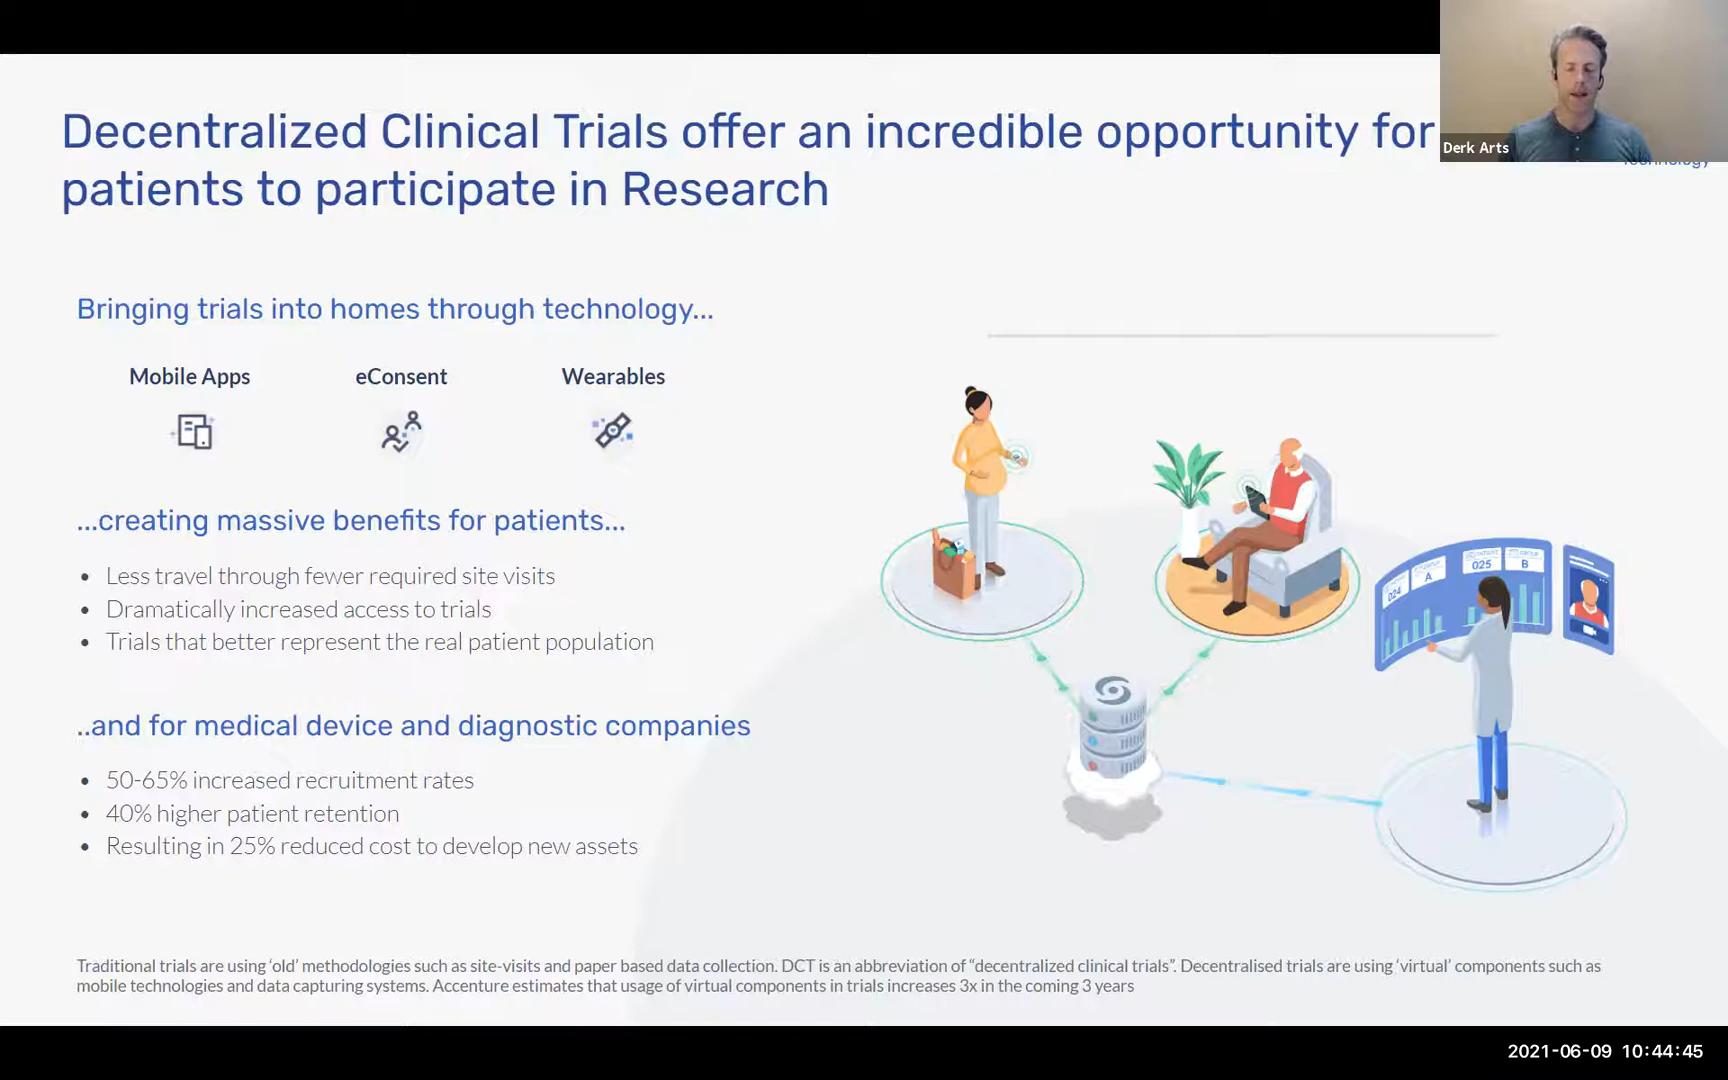 Decentralized Clinical Trials offer an incredible opportunity for
patients to participate in Research
Derk Arts
Bringing trials into homes through technology...
Mobile Apps eConsent Wearables
...creating massive benefits for patients...
• Less travel through fewer required site visits
• Dramatically increased access to trials
• Trials that better represent the real patient population
024 A 025 B
..and for medical device and diagnostic companies
• 50-65% increased recruitment rates
• 40% higher patient retention
• Resulting in 25% reduced cost to develop new assets
Traditional trials are using ‘old’ methodologies such as site-visits and paper based data collection. DCT is an abbreviation of “decentralized clinical trials”. Decentralised trials are using ‘virtual’ components such as
mobile technologies and data capturing systems. Accenture estimates that usage of virtual components in trials increases 3x in the coming 3 years
2021-06-09 10:44:45